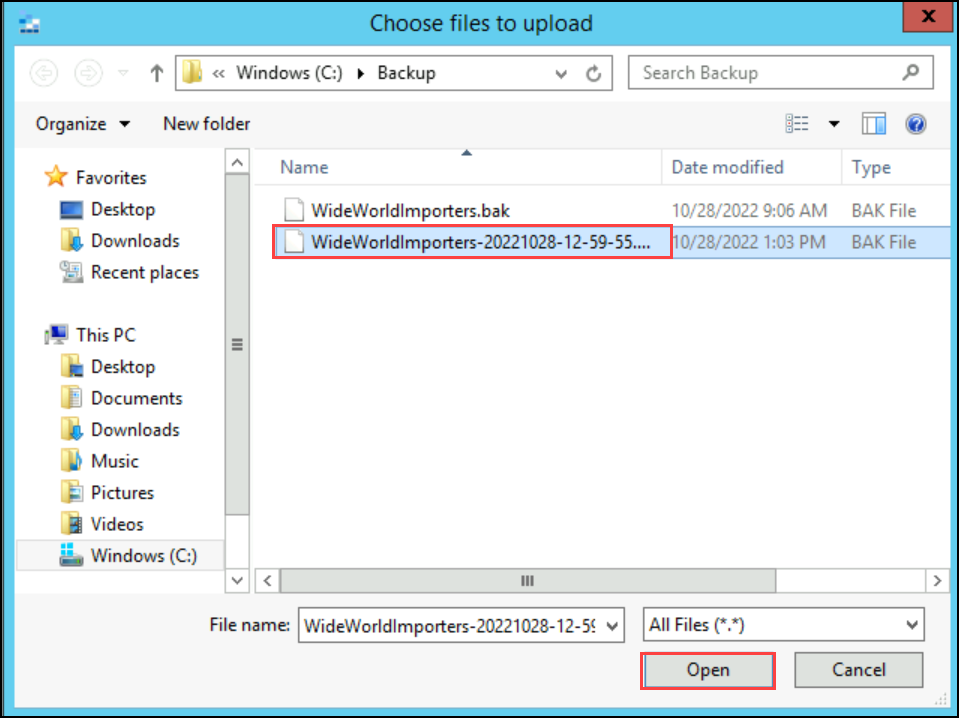 Choose files to upload
x
« Windows (C:) Backup
Search Backup
Organize
New folder
Name
Date modified
Type
WideWorldImporters.bak
10/28/2022 9:06 AM
BAK File
WideWorldImporters-20221028-12-59-55....
10/28/2022 1:03 PM
BAK File
Favorites
Desktop
Downloads
Recent places
This PC
Desktop
Documents
Downloads
Music
Pictures
Videos
Windows (C:)
File name:
WideWorldImporters-20221028-12-59
All Files (*.*)
Open
Cancel